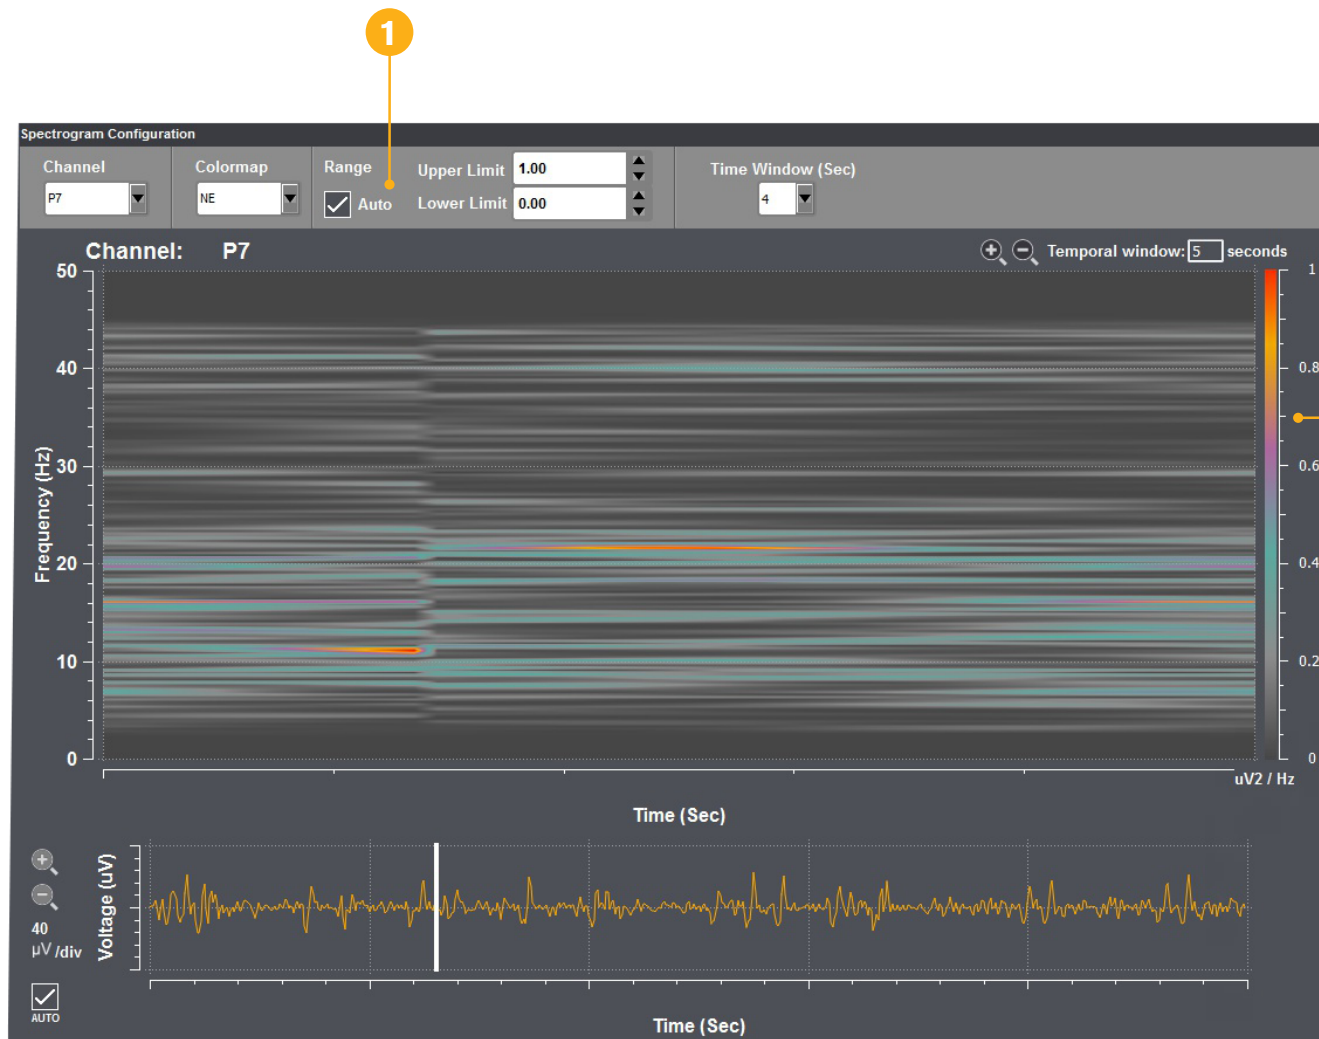 1
Spectrogram Configuration
Channel
Colormap
Range
Upper Limit 1.00
Time Window (Sec)
P7
NE
Auto
Lower Limit 0.00
4
Channel: P7
Temporal window: 5 seconds
50
40
30
20
10
0
Frequency (Hz)
1
0.8
0.6
0.4
0.2
0
uV2 / Hz
Time (Sec)
Voltage (uV)
40
µV /div
AUTO
Time (Sec)